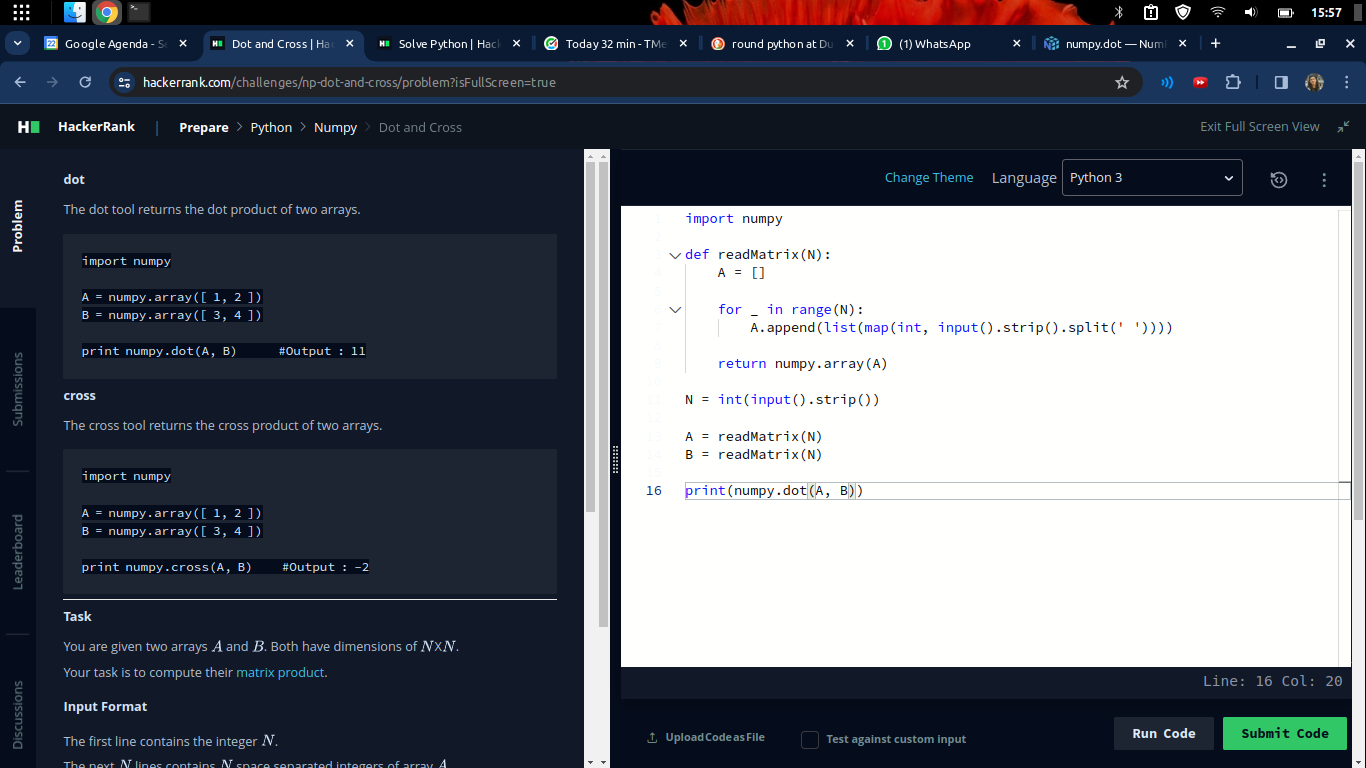 15:57
Google Agenda - S
Dot and Cross | Ha
Solve Python | Hac
Today 32 min - TMe
round python at Du
(1) WhatsApp
numpy.dot — Num
hackerrank.com/challenges/np-dot-and-cross/problem?isFullScreen=true
HackerRank | Prepare > Python > Numpy > Dot and Cross
Exit Full Screen View
Problem
Submissions
Leaderboard
Discussions
dot
The dot tool returns the dot product of two arrays.
import numpy
A = numpy.array([ 1, 2 ])
B = numpy.array([ 3, 4 ])
print numpy.dot(A, B)      #Output : 11
cross
The cross tool returns the cross product of two arrays.
import numpy
A = numpy.array([ 1, 2 ])
B = numpy.array([ 3, 4 ])
print numpy.cross(A, B)    #Output : -2
Task
You are given two arrays A and B. Both have dimensions of NXN.
Your task is to compute their matrix product.
Input Format
The first line contains the integer N.
The next N lines contains N space separated integers of array A
Change Theme
Language
Python 3
import numpy
def readMatrix(N):
    A = []
    for _ in range(N):
        A.append(list(map(int, input().strip().split(' '))))
    return numpy.array(A)
N = int(input().strip())
A = readMatrix(N)
B = readMatrix(N)
16 print(numpy.dot(A, B))
Line: 16 Col: 20
Upload Code as File
Test against custom input
Run Code
Submit Code